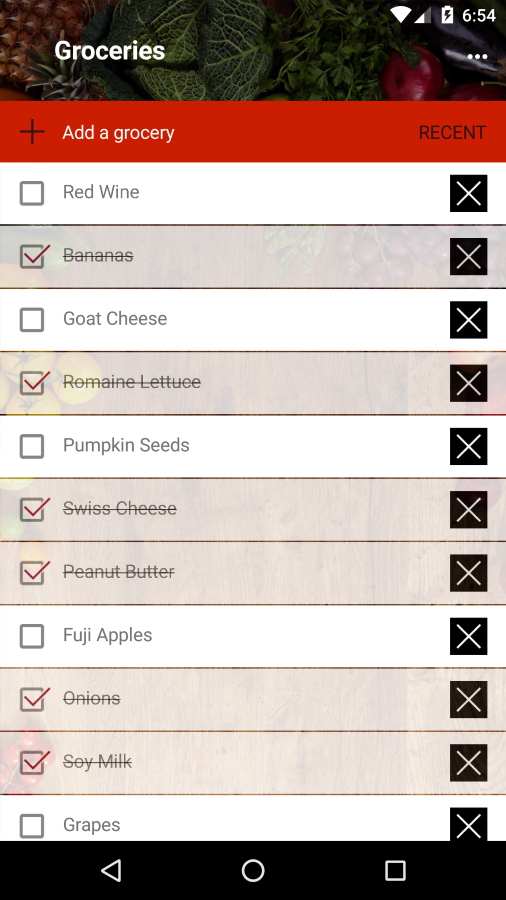 6:54
Groceries
Add a grocery RECENT
Red Wine
Bananas
Goat Cheese
Romaine Lettuce
Pumpkin Seeds
Swiss Cheese
Peanut Butter
Fuji Apples
Onions
Soy Milk
Grapes